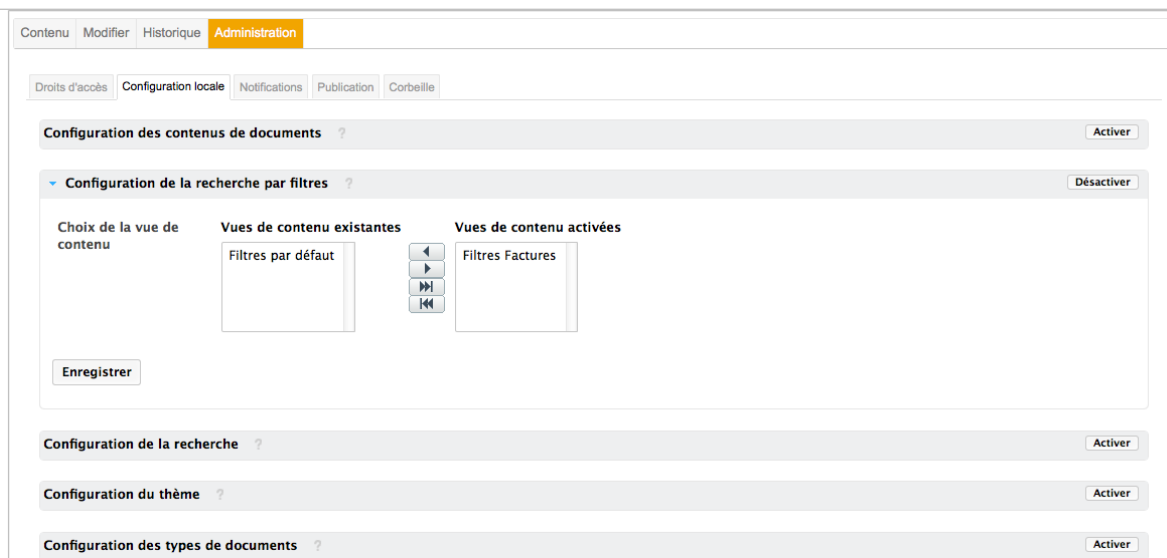 Contenu Modifier Historique Administration
Droits d'accès Configuration locale Notifications Publication Corbeille
Configuration des contenus de documents ? Activer
Configuration de la recherche par filtres ? Désactiver
Choix de la vue de contenu
Vues de contenu existantes
Filtres par défaut
Vues de contenu activées
Filtres Factures
Enregistrer
Configuration de la recherche ? Activer
Configuration du thème ? Activer
Configuration des types de documents ? Activer